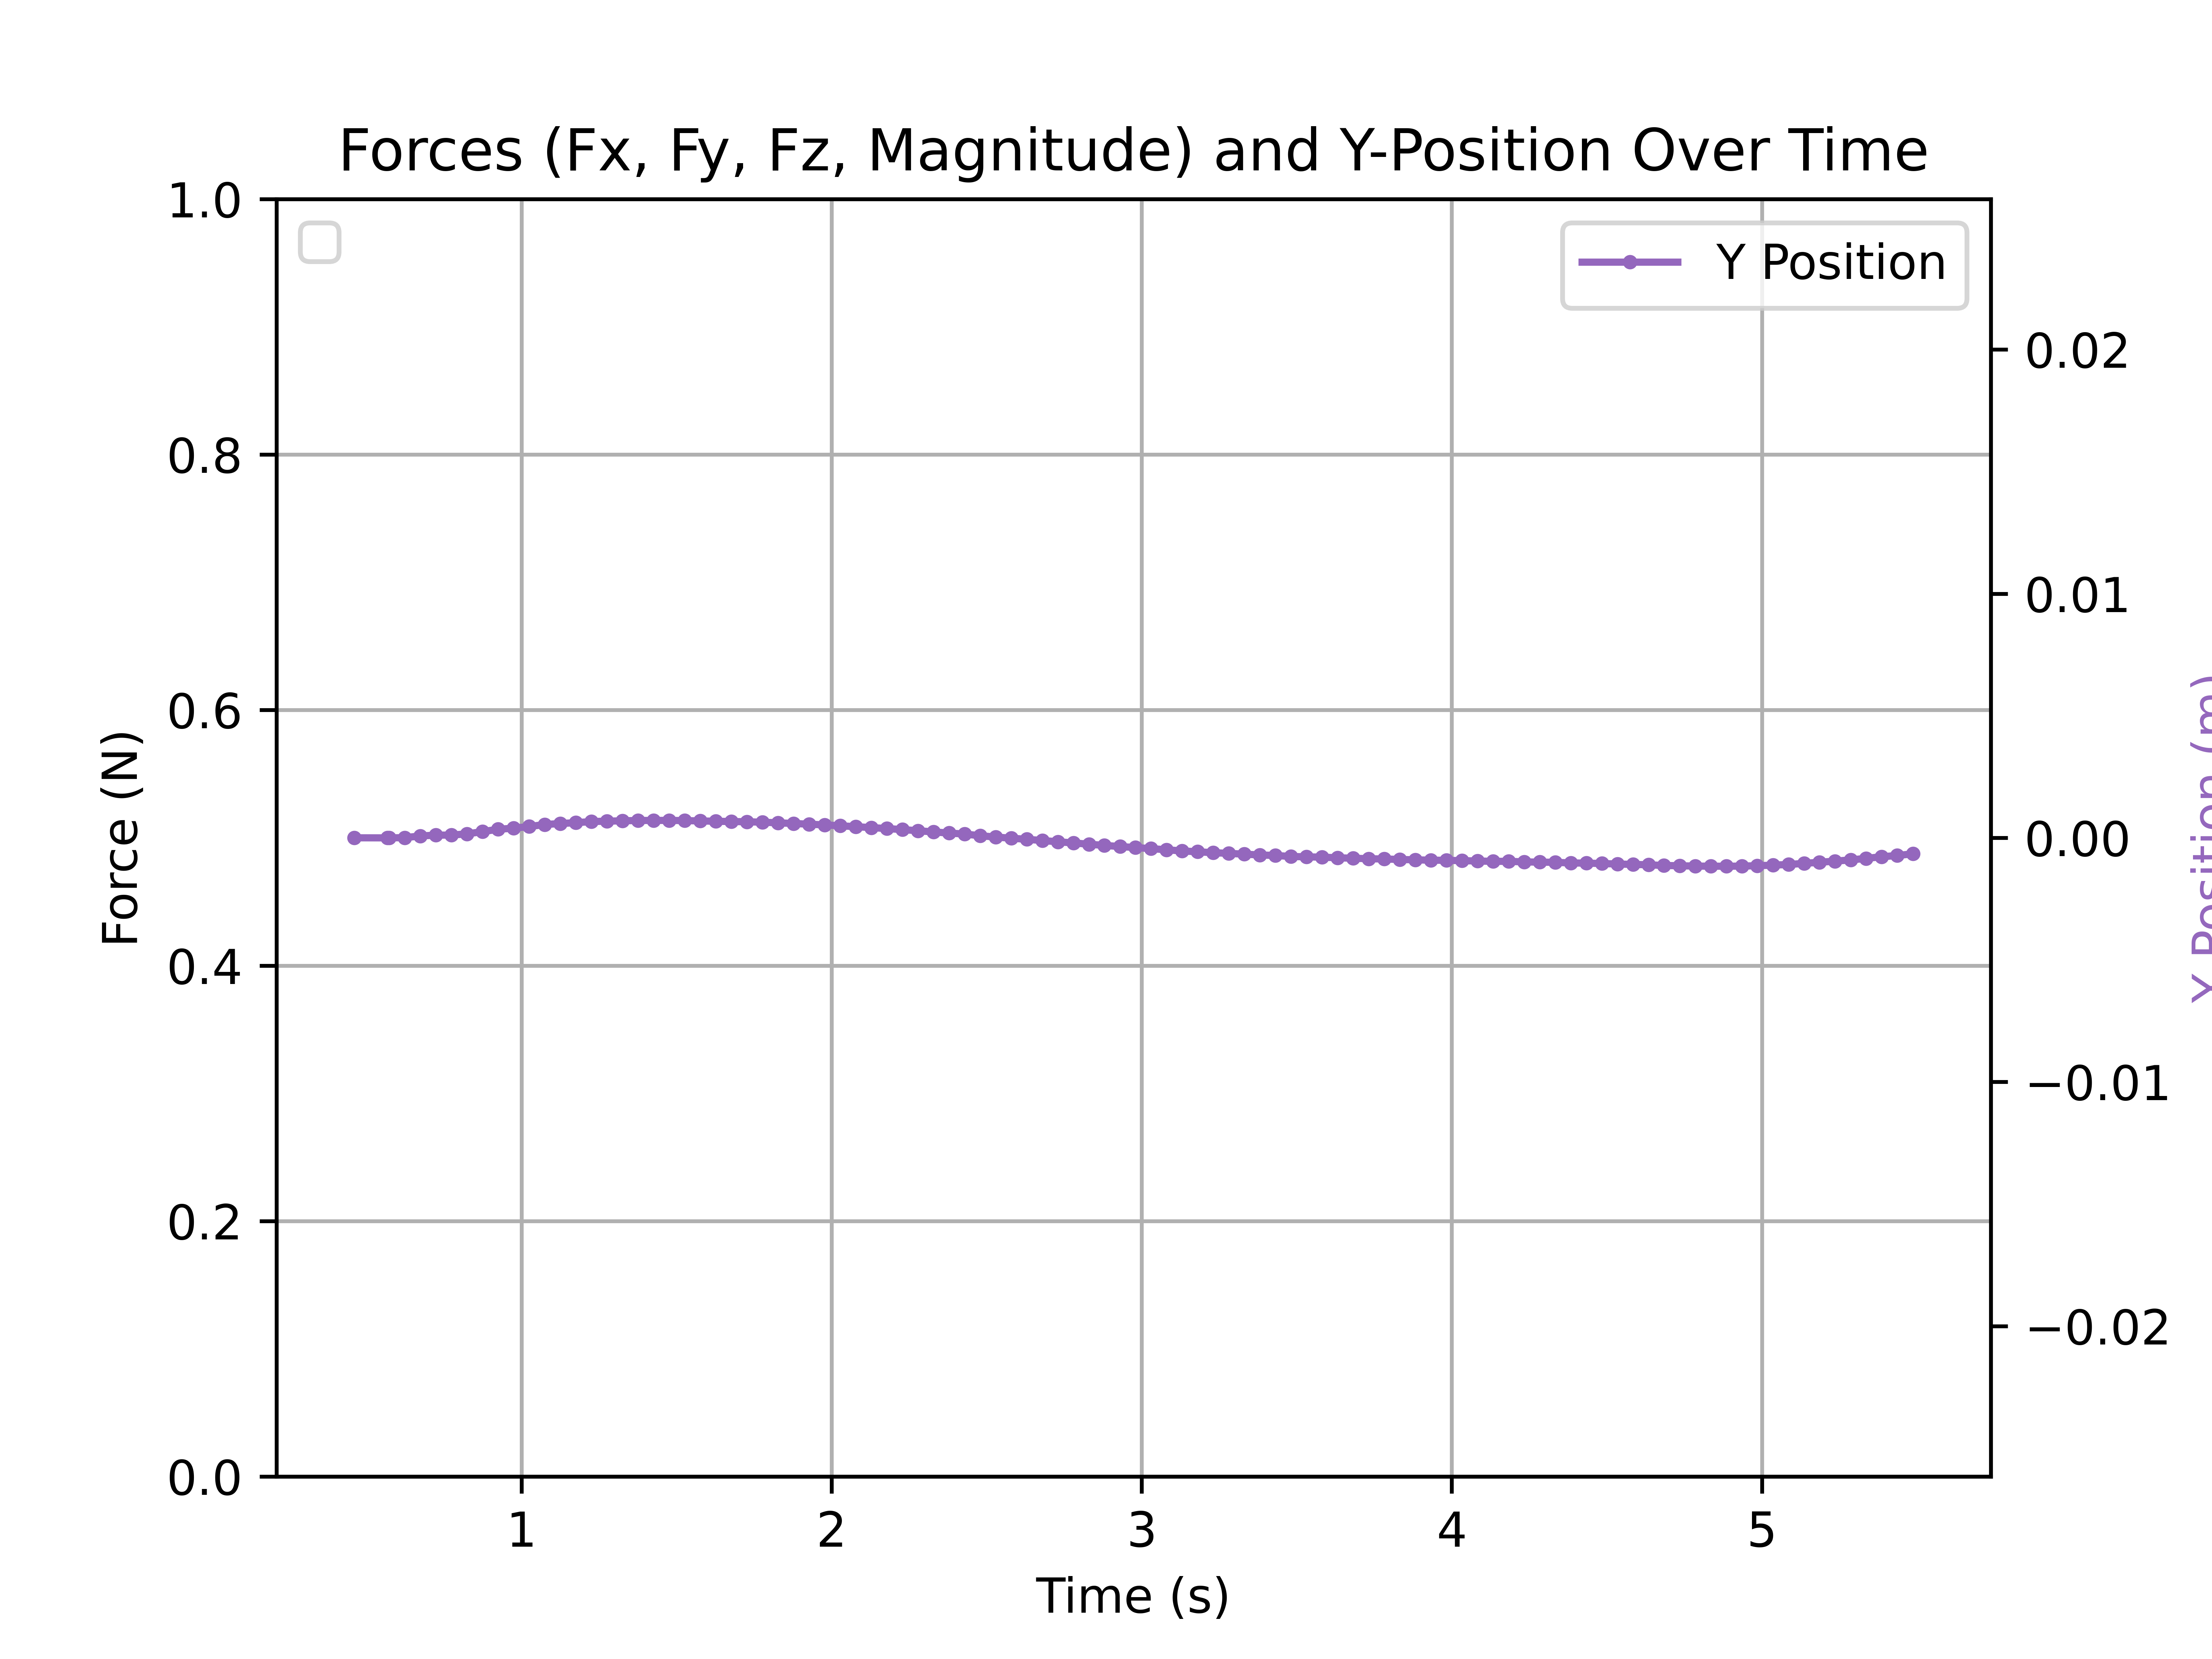 Forces (Fx, Fy, Fz, Magnitude) and Y-Position Over Time
1.0
0.8
0.6
0.4
0.2
0.0
Force (N)
Y Position
0.02
0.01
0.00
−0.01
−0.02
Y Position (m)
1 2 3 4 5
Time (s)